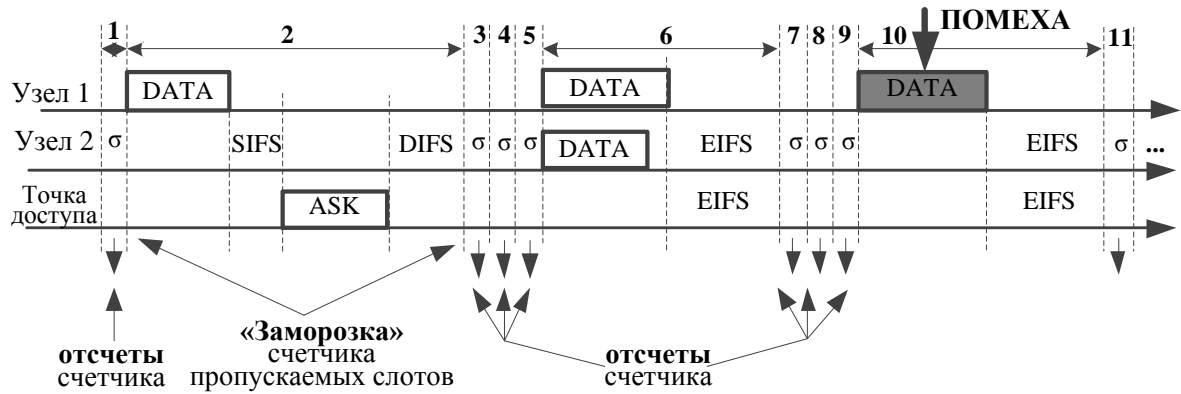 ПОМЕХА
1 2 3 4 5 6 7 8 9 10 11
Узел 1 DATA DATA DATA
Узел 2 σ SIFS DIFS σ σ σ DATA EIFS σ σ σ EIFS σ ...
Точка
доступа ASK EIFS EIFS
«Заморозка»
отсчеты счетчика отсчеты
счетчика пропускаемых слотов счетчика